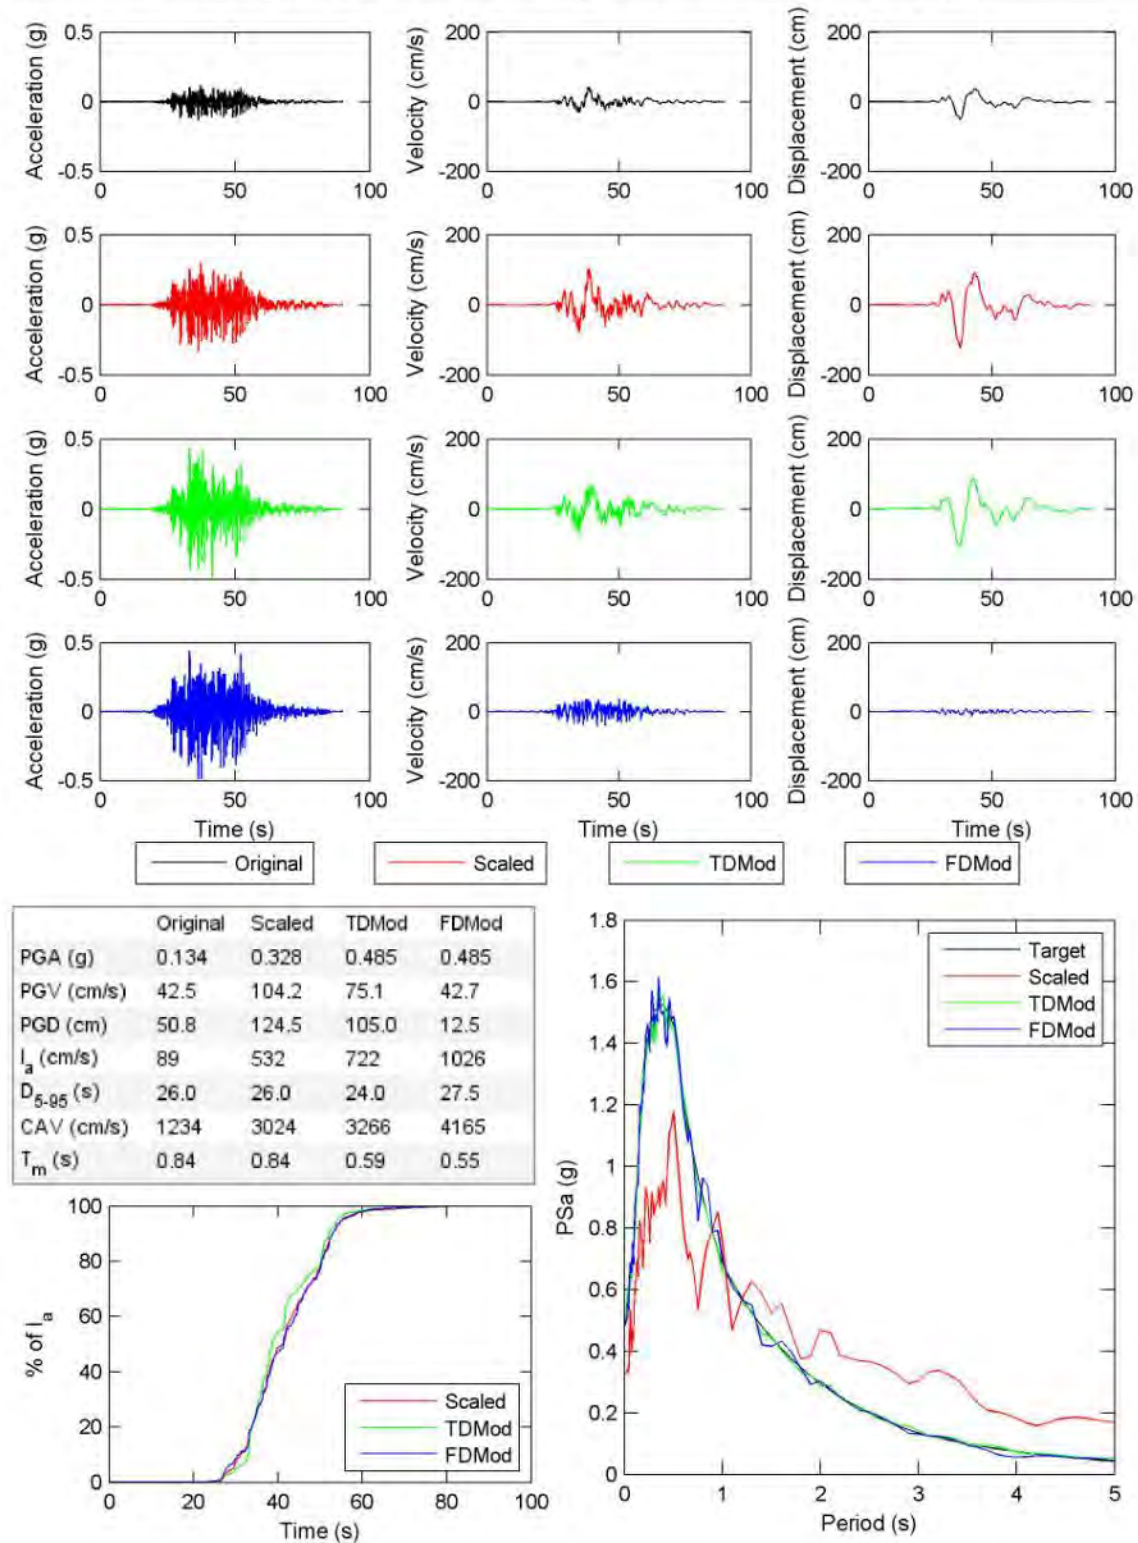 Acceleration (g)
0.5
0
-0.5
0 50 100
Velocity (cm/s)
200
0
-200
0 50 100
Displacement (cm)
200
0
-200
0 50 100
Acceleration (g)
0.5
0
-0.5
0 50 100
Velocity (cm/s)
200
0
-200
0 50 100
Displacement (cm)
200
0
-200
0 50 100
Acceleration (g)
0.5
0
-0.5
0 50 100
Velocity (cm/s)
200
0
-200
0 50 100
Displacement (cm)
200
0
-200
0 50 100
Acceleration (g)
0.5
0
-0.5
0 50 100
Time (s)
Velocity (cm/s)
200
0
-200
0 50 100
Time (s)
Displacement (cm)
200
0
-200
0 50 100
Time (s)
Original
Scaled
TDMod
FDMod
Original Scaled TDMod FDMod
PGA (g) 0.134 0.328 0.485 0.485
PGV (cm/s) 42.5 104.2 75.1 42.7
PGD (cm) 50.8 124.5 105.0 12.5
I_a (cm/s) 89 532 722 1026
D_5-95 (s) 26.0 26.0 24.0 27.5
CAV (cm/s) 1234 3024 3266 4165
T_m (s) 0.84 0.84 0.59 0.55
% of I_a
100
80
60
40
20
0
0 20 40 60 80 100
Time (s)
Scaled
TDMod
FDMod
PSa (g)
1.8
1.6
1.4
1.2
1
0.8
0.6
0.4
0.2
0
0 1 2 3 4 5
Period (s)
Target
Scaled
TDMod
FDMod